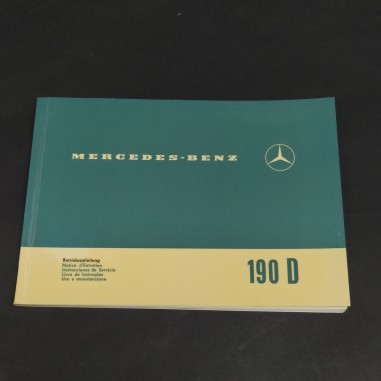 MERCEDES-BENZ
Betriebsanleitung
Notice d'Entretien
Instrucciones de Servicio
Livro de Instruções
Uso e manutenzione
190 D